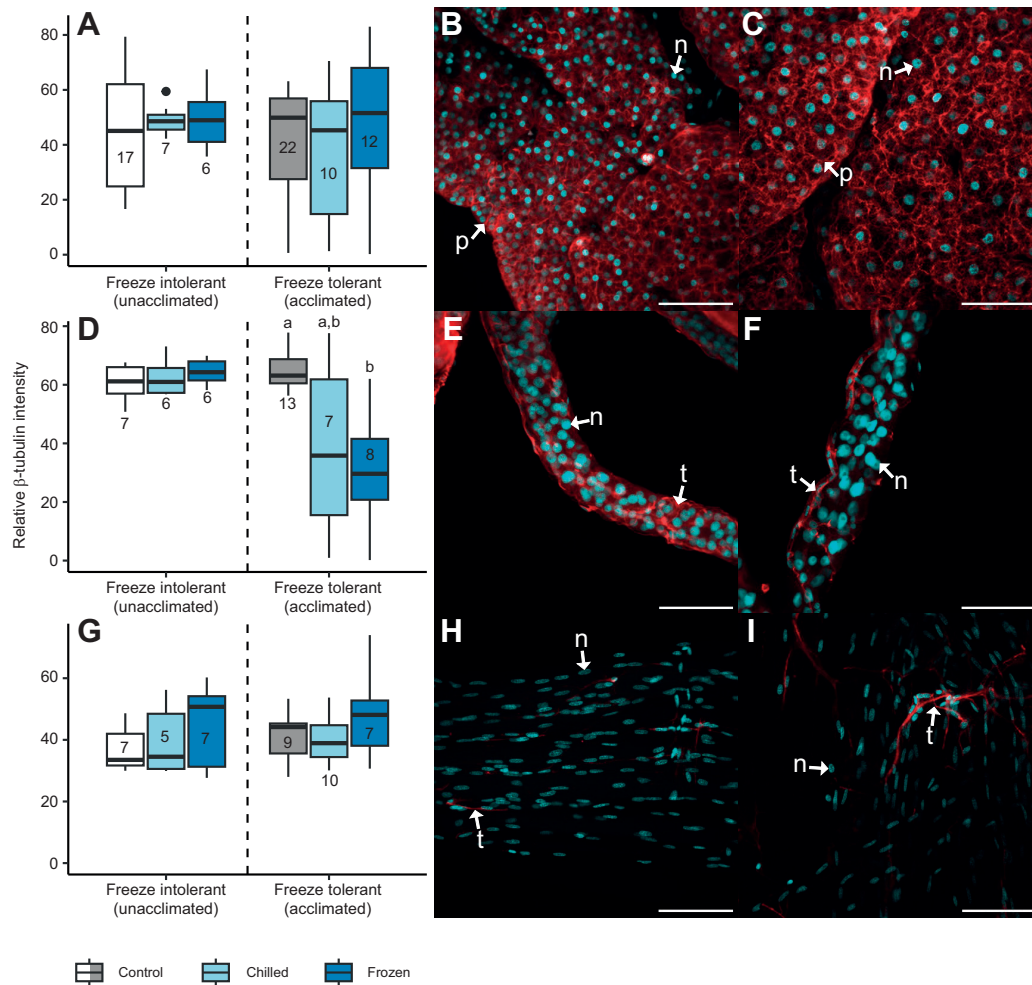 A
80
60
40
20
0
17
7
6
22
10
12
Freeze intolerant
(unacclimated)
Freeze tolerant
(acclimated)
B
n
p
C
n
p
Relative β-tubulin intensity
D
80
60
40
20
0
7
6
6
a
a,b
b
13
7
8
Freeze intolerant
(unacclimated)
Freeze tolerant
(acclimated)
E
n
t
F
t
n
G
60
40
20
0
7
5
7
9
10
7
Freeze intolerant
(unacclimated)
Freeze tolerant
(acclimated)
H
n
t
I
n
t
Control
Chilled
Frozen